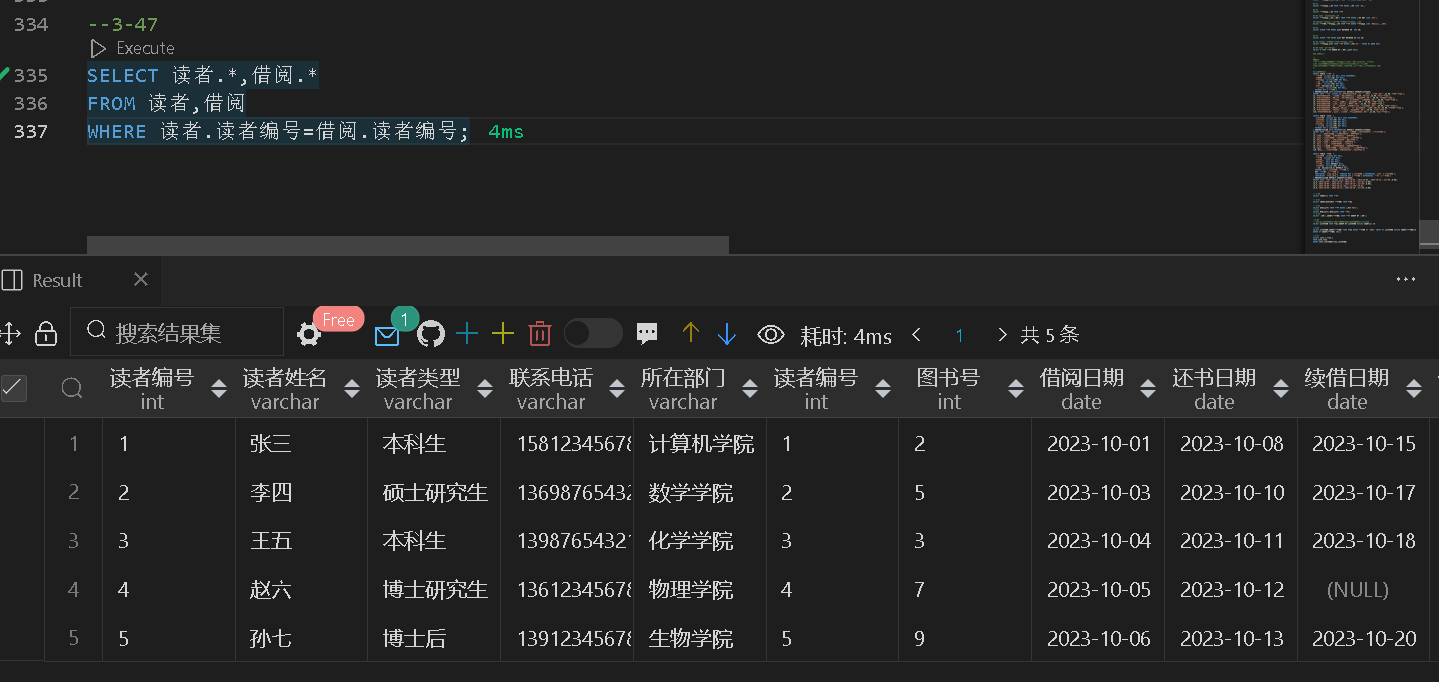 334 --3-47
Execute
335 SELECT 读者.*,借阅.*
336 FROM 读者,借阅
337 WHERE 读者.读者编号=借阅.读者编号; 4ms
Result
搜索结果集 Free 1 耗时: 4ms 1 共 5 条
读者编号 读者姓名 读者类型 联系电话 所在部门 读者编号 图书号 借阅日期 还书日期 续借日期
int varchar varchar varchar varchar int int date date date
1 1 张三 本科生 1581234567 计算机学院 1 2 2023-10-01 2023-10-08 2023-10-15
2 2 李四 硕士研究生 1369876543 数学学院 2 5 2023-10-03 2023-10-10 2023-10-17
3 3 王五 本科生 1398765432 化学学院 3 3 2023-10-04 2023-10-11 2023-10-18
4 4 赵六 博士研究生 1361234567 物理学院 4 7 2023-10-05 2023-10-12 (NULL)
5 5 孙七 博士后 1391234567 生物学院 5 9 2023-10-06 2023-10-13 2023-10-20